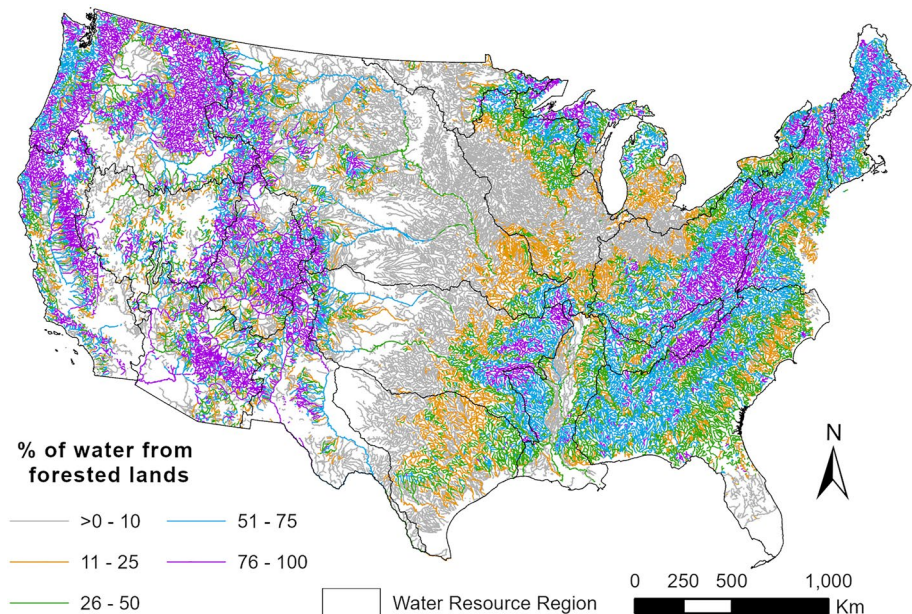 N
% of water from
forested lands
>0 - 10
51 - 75
11 - 25
76 - 100
26 - 50
Water Resource Region
0 250 500 1,000
Km